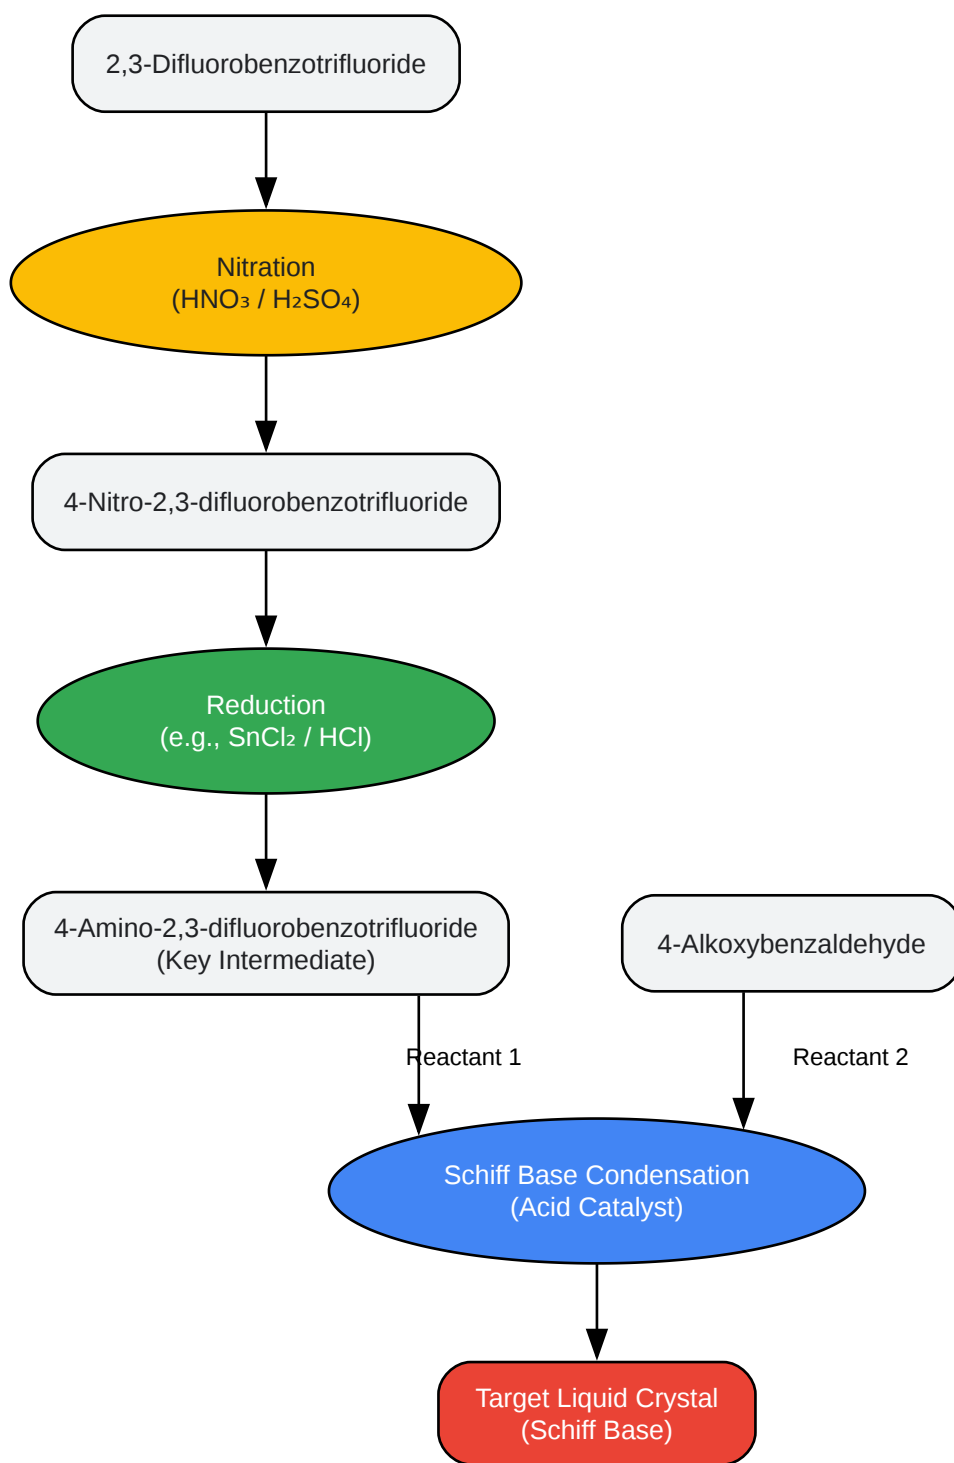 2,3-Difluorobenzotrifluoride
Nitration
(HNO₃ / H₂SO₄)
4-Nitro-2,3-difluorobenzotrifluoride
Reduction
(e.g., SnCl₂ / HCl)
4-Amino-2,3-difluorobenzotrifluoride
(Key Intermediate)
4-Alkoxybenzaldehyde
Reactant 1
Reactant 2
Schiff Base Condensation
(Acid Catalyst)
Target Liquid Crystal
(Schiff Base)